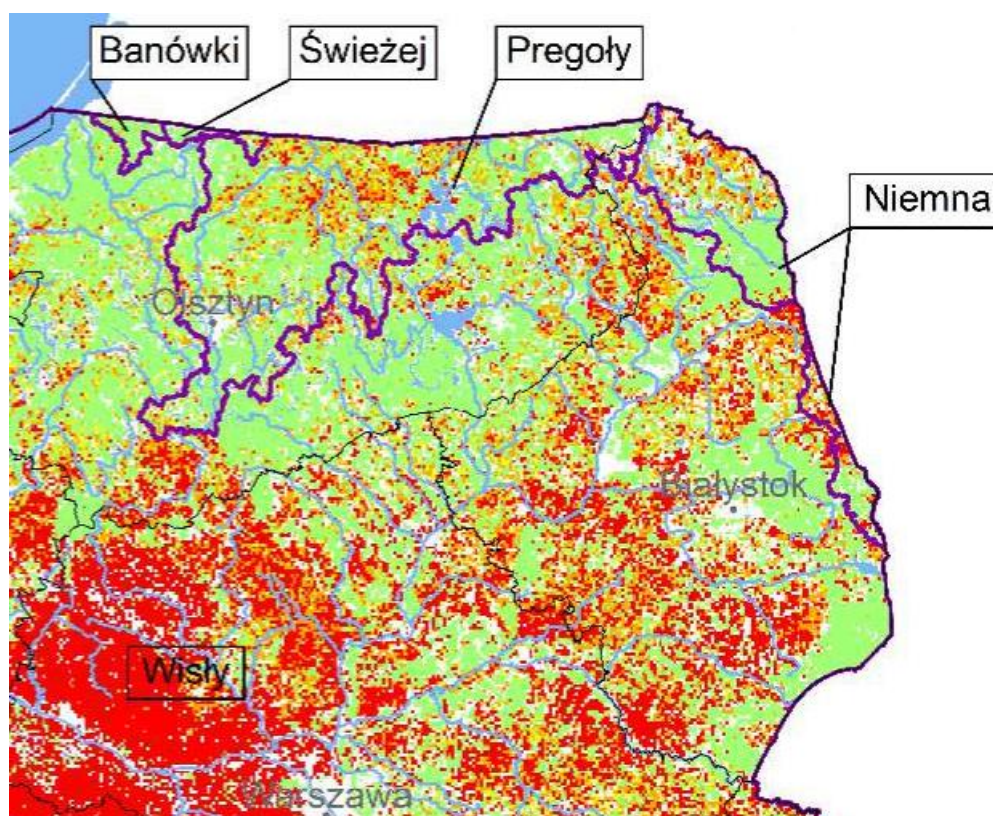 Banówki
Świeżej
Pregoły
Niemna
Olsztyn
Białystok
Wisły
Warszawa